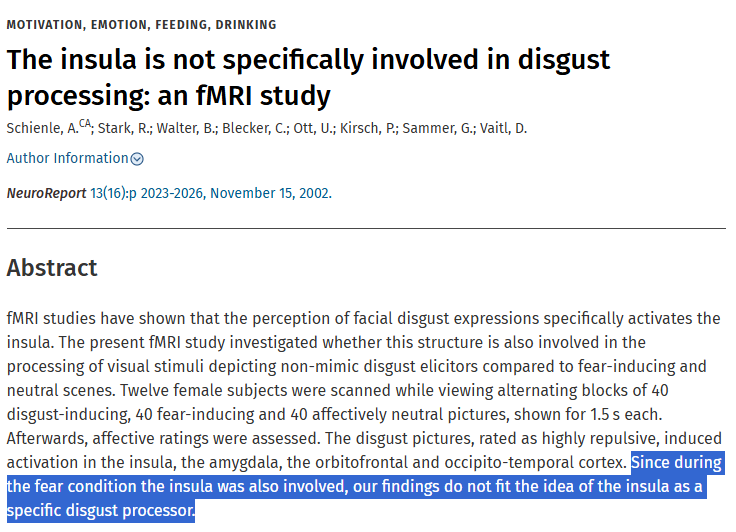 MOTIVATION, EMOTION, FEEDING, DRINKING
The insula is not specifically involved in disgust
processing: an fMRI study
Schienle, A.CA; Stark, R.; Walter, B.; Blecker, C.; Ott, U.; Kirsch, P.; Sammer, G.; Vaitl, D.
Author Information
NeuroReport 13(16):p 2023-2026, November 15, 2002.
Abstract
fMRI studies have shown that the perception of facial disgust expressions specifically activates the
insula. The present fMRI study investigated whether this structure is also involved in the
processing of visual stimuli depicting non-mimic disgust elicitors compared to fear-inducing and
neutral scenes. Twelve female subjects were scanned while viewing alternating blocks of 40
disgust-inducing, 40 fear-inducing and 40 affectively neutral pictures, shown for 1.5 s each.
Afterwards, affective ratings were assessed. The disgust pictures, rated as highly repulsive, induced
activation in the insula, the amygdala, the orbitofrontal and occipito-temporal cortex. Since during
the fear condition the insula was also involved, our findings do not fit the idea of the insula as a
specific disgust processor.